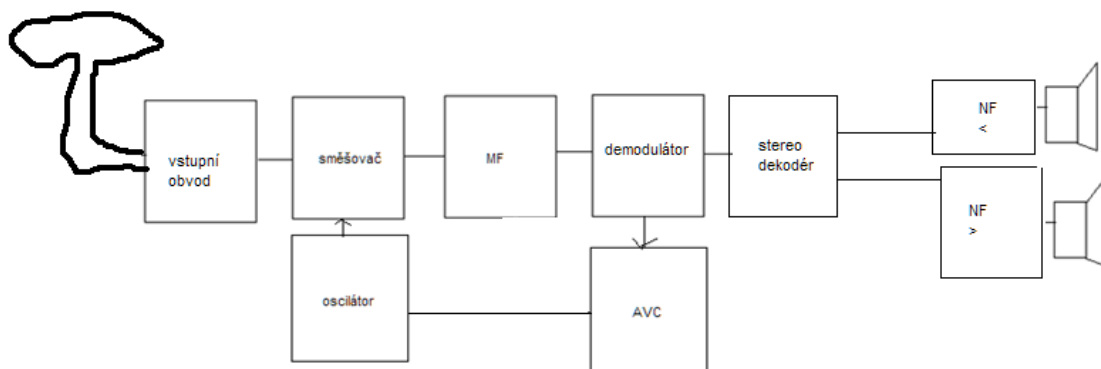 vstupní
obvod
směšovač
MF
demodulátor
stereo
dekodér
NF
<
NF
>
oscilátor
AVC